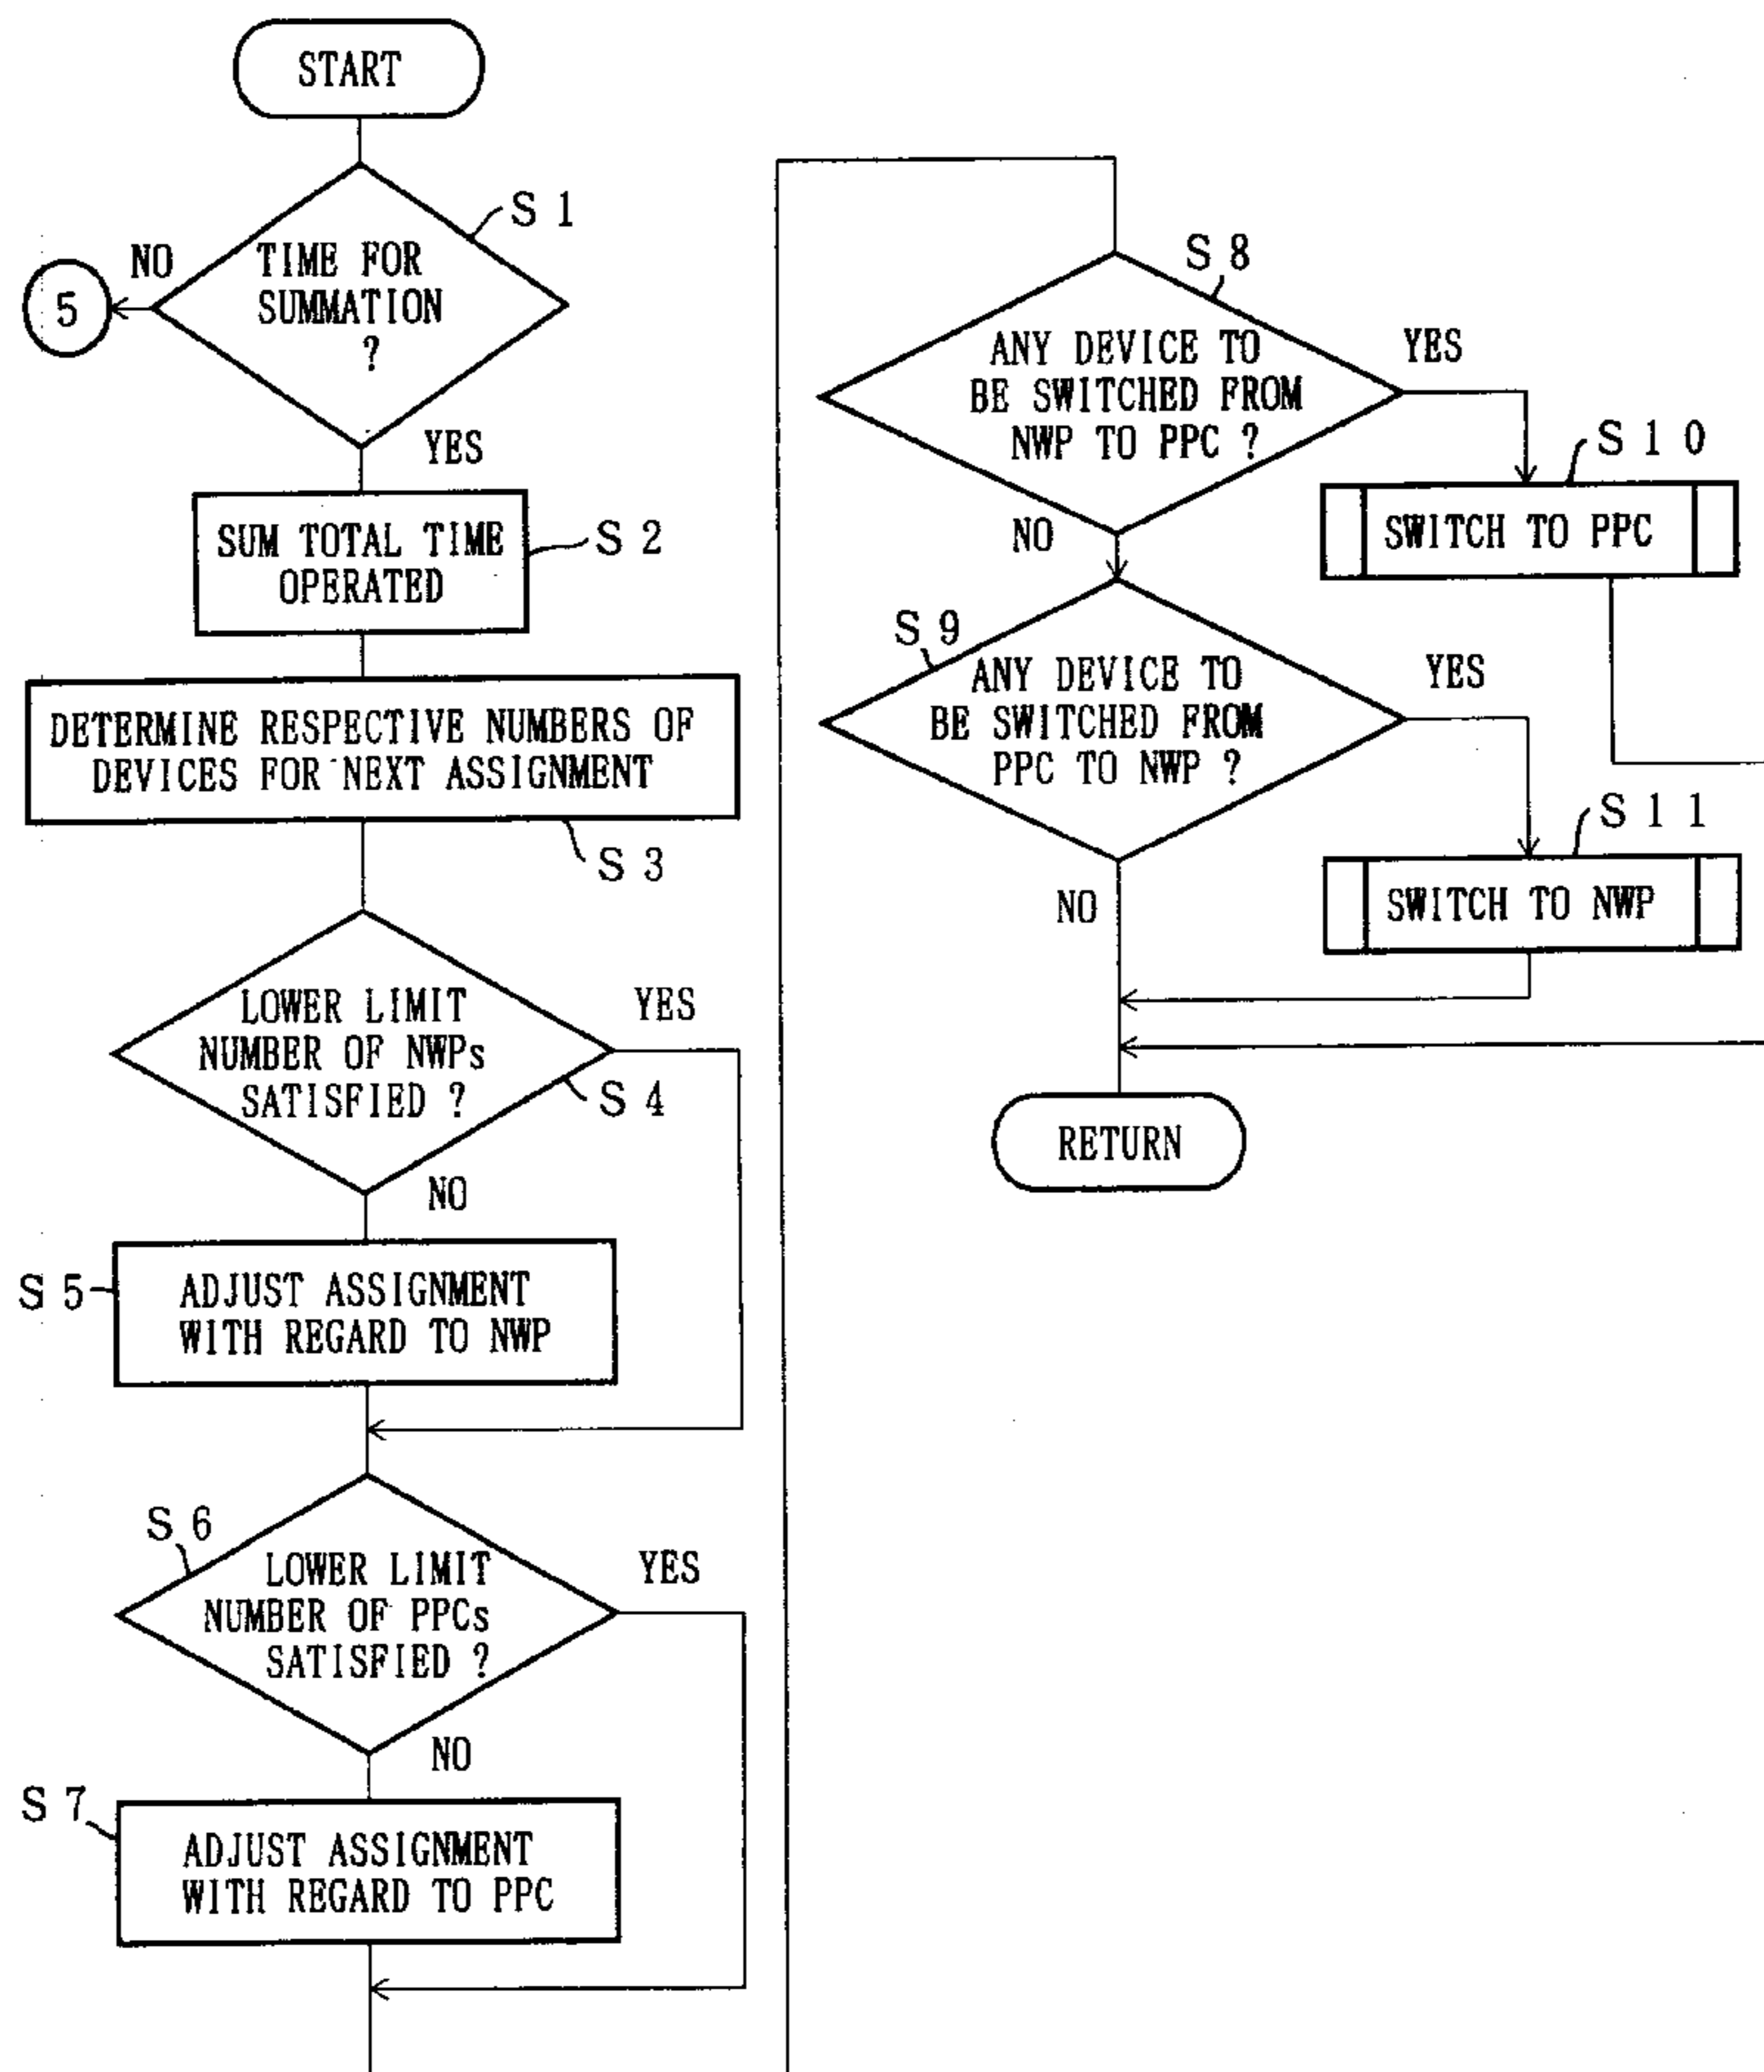 START
S 1
TIME FOR
SUMMATION
?
NO
5
YES
SUM TOTAL TIME
OPERATED
S 2
DETERMINE RESPECTIVE NUMBERS OF
DEVICES FOR NEXT ASSIGNMENT
S 3
LOWER LIMIT
NUMBER OF NWPs
SATISFIED ?
YES
S 4
NO
S 5
ADJUST ASSIGNMENT
WITH REGARD TO NWP
S 6
LOWER LIMIT
NUMBER OF PPCs
SATISFIED ?
YES
NO
S 7
ADJUST ASSIGNMENT
WITH REGARD TO PPC
S 8
ANY DEVICE TO
BE SWITCHED FROM
NWP TO PPC ?
YES
S 1 0
SWITCH TO PPC
NO
S 9
ANY DEVICE TO
BE SWITCHED FROM
PPC TO NWP ?
YES
S 1 1
SWITCH TO NWP
NO
RETURN